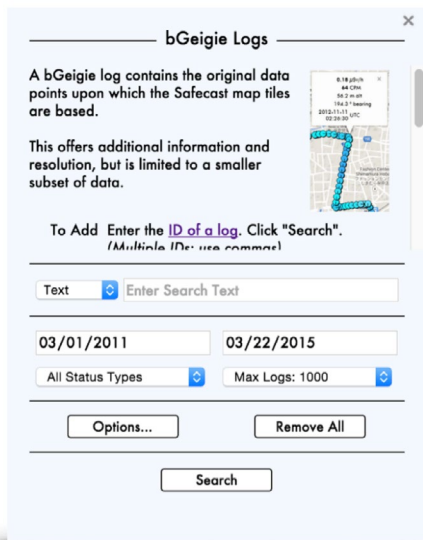 bGeigie Logs
A bGeigie log contains the original data
points upon which the Safecast map tiles
are based.
This offers additional information and
resolution, but is limited to a smaller
subset of data.
0.18 µSv/h
64 CPM
56.2 m alt
194.3 ° bearing
2012-11-11
02:26:30 UTC
To Add Enter the ID of a log. Click "Search".
(Multiple IDs: use commas)
Text Enter Search Text
03/01/2011 03/22/2015
All Status Types Max Logs: 1000
Options... Remove All
Search